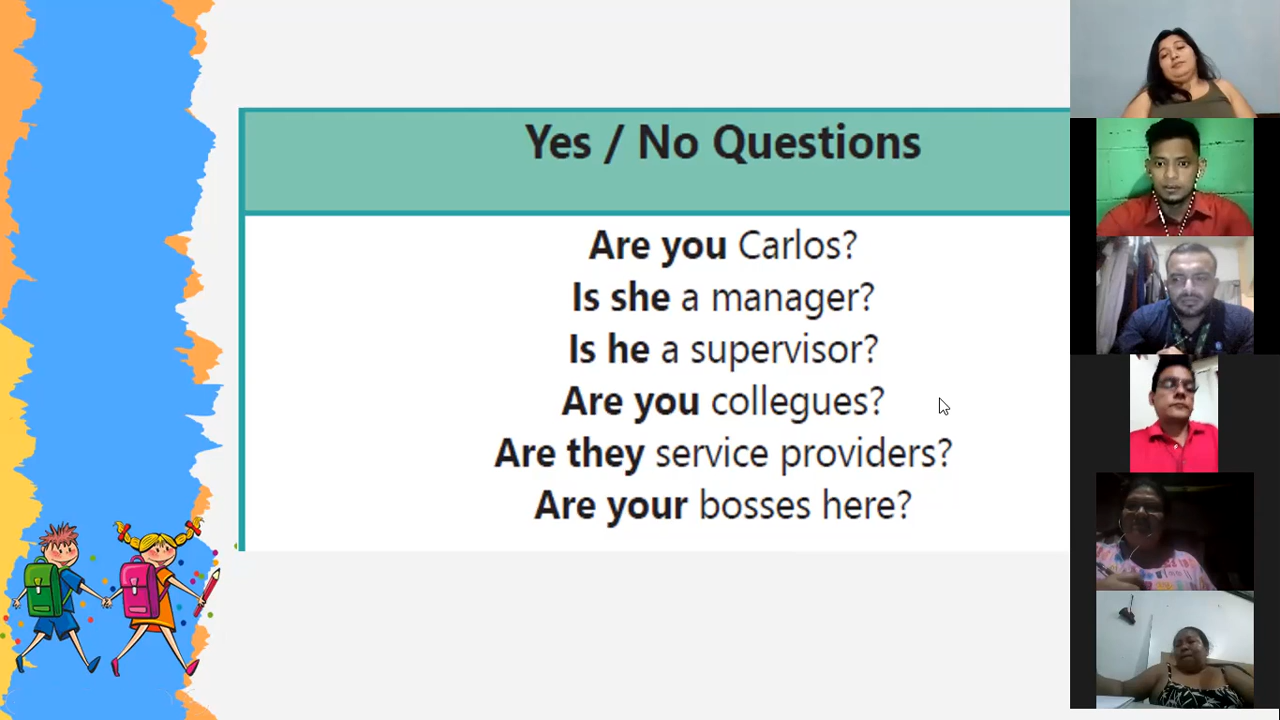 Yes / No Questions
Are you Carlos?
Is she a manager?
Is he a supervisor?
Are you collegues?
Are they service providers?
Are your bosses here?